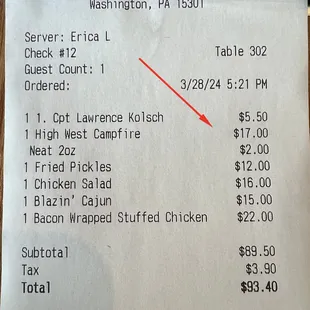 Washington, PA 15301
Server: Erica L
Check #12 Table 302
Guest Count: 1
Ordered: 3/28/24 5:21 PM
1 1. Cpt Lawrence Kolsch $5.50
1 High West Campfire $17.00
Neat 2oz $2.00
1 Fried Pickles $12.00
1 Chicken Salad $16.00
1 Blazin' Cajun $15.00
1 Bacon Wrapped Stuffed Chicken $22.00
Subtotal $89.50
Tax $3.90
Total $93.40